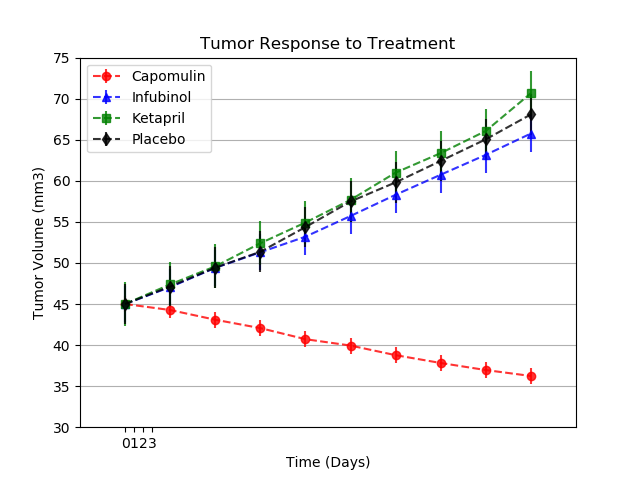 Tumor Response to Treatment
Capomulin
Infubinol
Ketapril
Placebo
75
70
65
60
55
50
45
40
35
30
Tumor Volume (mm3)
0123
Time (Days)